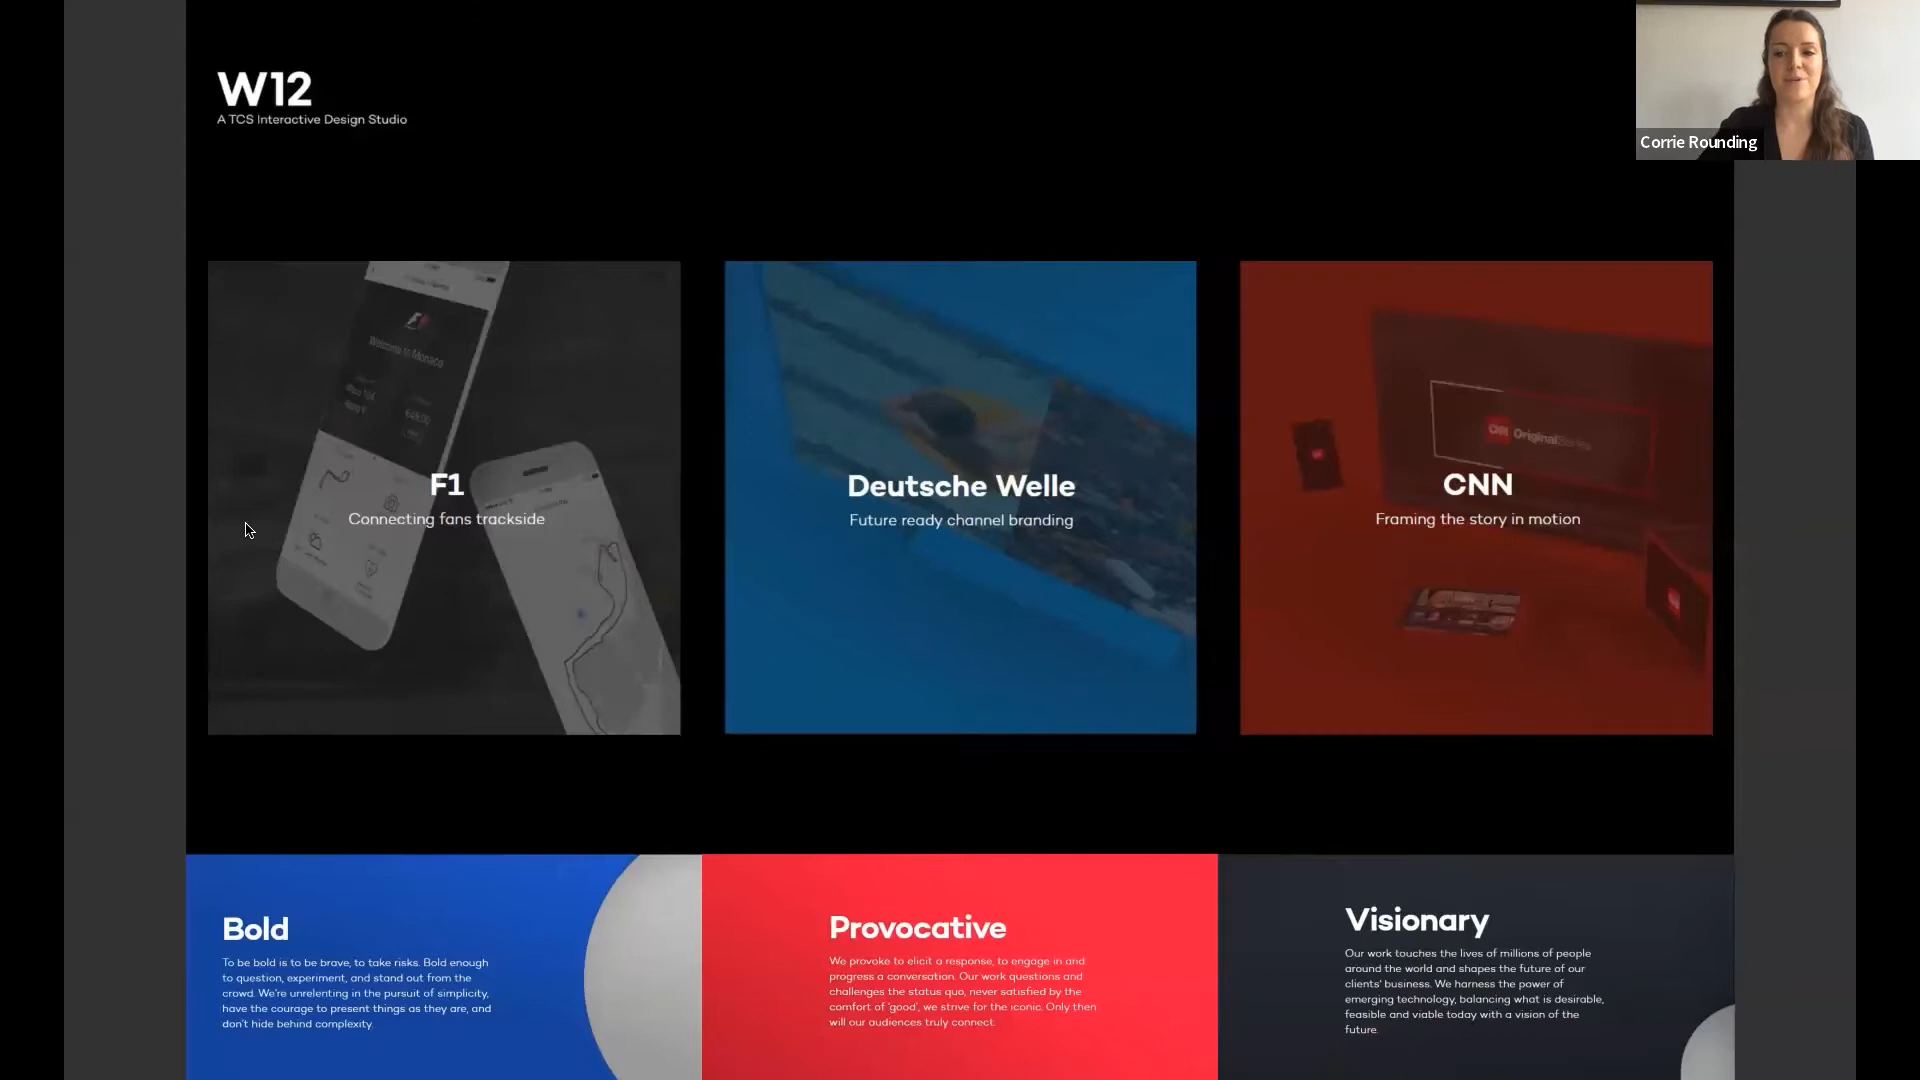 W12
A TCS Interactive Design Studio
Corrie Rounding
Welcome to Monaco
F1
Connecting fans trackside
Deutsche Welle
Future ready channel branding
CNN
Original
CNN
Framing the story in motion
Bold
To be bold is to be brave, to take risks. Bold enough
to question, experiment, and stand out from the
crowd. We're unrelenting in the pursuit of simplicity,
have the courage to present things as they are, and
don't hide behind complexity.
Provocative
We provoke to elicit a response, to engage in and
progress a conversation. Our work questions and
challenges the status quo, never satisfied by the
comfort of 'good', we strive for the iconic. Only then
will our audiences truly connect.
Visionary
Our work touches the lives of millions of people
around the world and shapes the future of our
clients' business. We harness the power of
emerging technology, balancing what is desirable,
feasible and viable today with a vision of the
future.